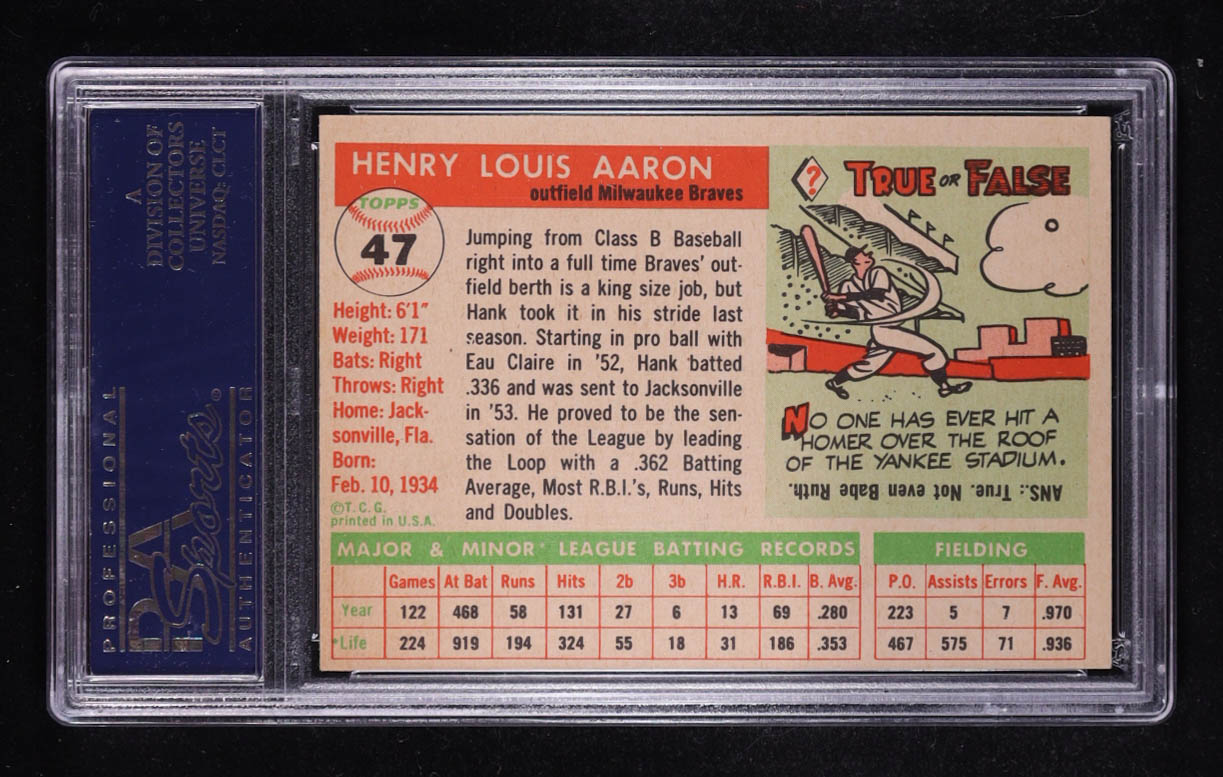 A
DIVISION OF
COLLECTORS
UNIVERSE
NASDAQ: CLCT
PROFESSIONAL
PSA
Sports®
AUTHENTICATOR
HENRY LOUIS AARON
outfield Milwaukee Braves
TOPPS
47
Height: 6'1"
Weight: 171
Bats: Right
Throws: Right
Home: Jack-
sonville, Fla.
Born:
Feb. 10, 1934
©T.C.G.
printed in U.S.A.
Jumping from Class B Baseball
right into a full time Braves' out-
field berth is a king size job, but
Hank took it in his stride last
season. Starting in pro ball with
Eau Claire in '52, Hank batted
.336 and was sent to Jacksonville
in '53. He proved to be the sen-
sation of the League by leading
the Loop with a .362 Batting
Average, Most R.B.I.'s, Runs, Hits
and Doubles.
? TRUE OR FALSE
NO ONE HAS EVER HIT A
HOMER OVER THE ROOF
OF THE YANKEE STADIUM.
ANS.: True. Not even Babe Ruth.
MAJOR & MINOR* LEAGUE BATTING RECORDS FIELDING
Games At Bat Runs Hits 2b 3b H.R. R.B.I. B. Avg. P.O. Assists Errors F. Avg.
Year 122 468 58 131 27 6 13 69 .280 223 5 7 .970
*Life 224 919 194 324 55 18 31 186 .353 467 575 71 .936